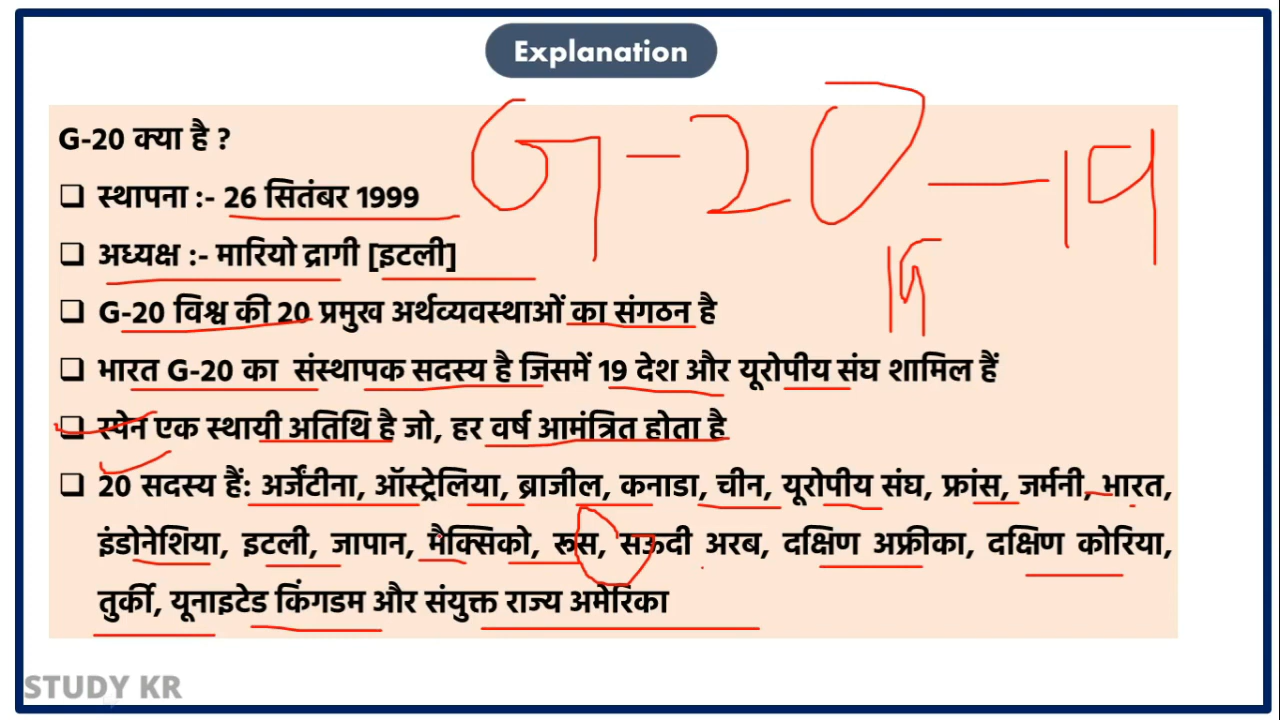 Explanation
G-20 क्या है ?
G-20 - 19
❑ स्थापना :- 26 सितंबर 1999
❑ अध्यक्ष :- मारियो द्रागी [इटली]
19
❑ G-20 विश्व की 20 प्रमुख अर्थव्यवस्थाओं का संगठन है
❑ भारत G-20 का संस्थापक सदस्य है जिसमें 19 देश और यूरोपीय संघ शामिल हैं
❑ स्पेन एक स्थायी अतिथि है जो, हर वर्ष आमंत्रित होता है
❑ 20 सदस्य हैं: अर्जेंटीना, ऑस्ट्रेलिया, ब्राजील, कनाडा, चीन, यूरोपीय संघ, फ्रांस, जर्मनी, भारत,
इंडोनेशिया, इटली, जापान, मैक्सिको, रूस, सऊदी अरब, दक्षिण अफ्रीका, दक्षिण कोरिया,
तुर्की, यूनाइटेड किंगडम और संयुक्त राज्य अमेरिका
STUDY KR